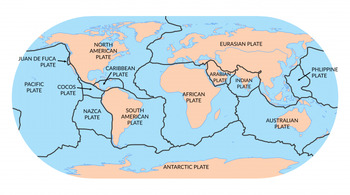 NORTH
AMERICAN
PLATE
EURASIAN PLATE
JUAN DE FUCA
PLATE
CARIBBEAN
PLATE
ARABIAN
PLATE
INDIAN
PLATE
PHILIPPINE
PLATE
PACIFIC
PLATE
COCOS
PLATE
AFRICAN
PLATE
NAZCA
PLATE
SOUTH
AMERICAN
PLATE
AUSTRALIAN
PLATE
ANTARCTIC PLATE